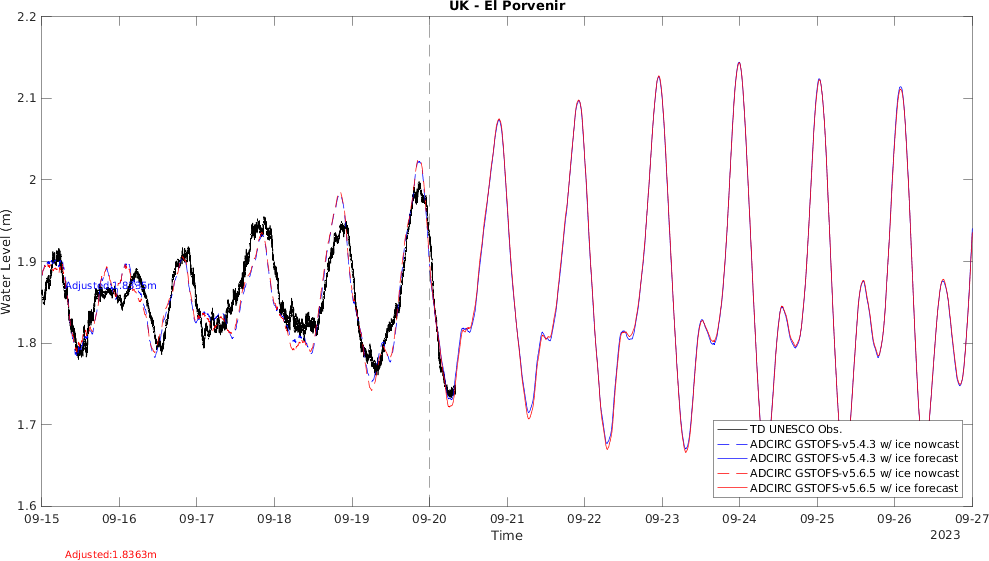 UK - El Porvenir
2.2
2.1
2
1.9
1.8
1.7
1.6
Water Level (m)
TD UNESCO Obs.
ADCIRC GSTOFS-v5.4.3 w/ ice nowcast
ADCIRC GSTOFS-v5.4.3 w/ ice forecast
ADCIRC GSTOFS-v5.6.5 w/ ice nowcast
ADCIRC GSTOFS-v5.6.5 w/ ice forecast
09-15 09-16 09-17 09-18 09-19 09-20 09-21 09-22 09-23 09-24 09-25 09-26 09-27
Time
2023
Adjusted:1.8363m